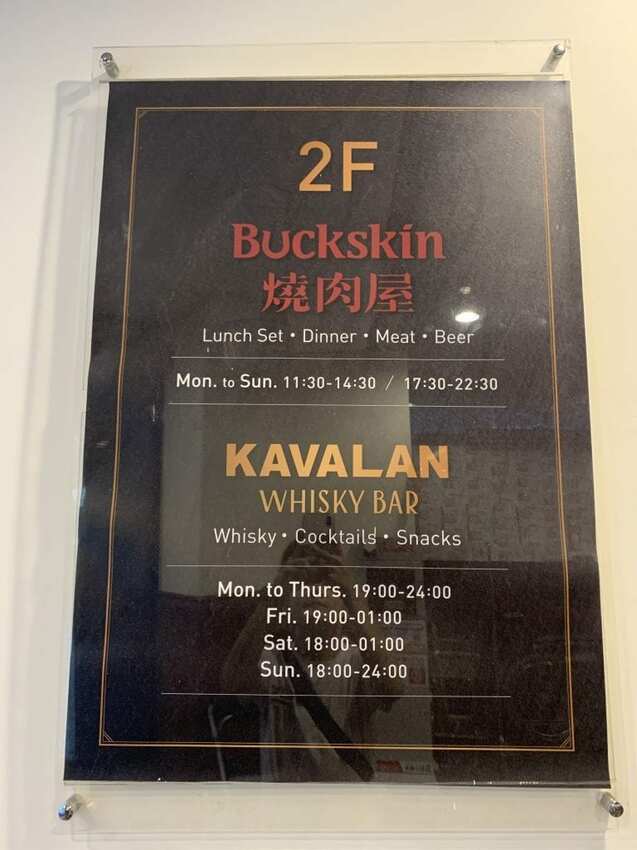 2F
Buckskin
燒肉屋
Lunch Set • Dinner • Meat • Beer
Mon. to Sun. 11:30-14:30 / 17:30-22:30
KAVALAN
WHISKY BAR
Whisky • Cocktails • Snacks
Mon. to Thurs. 19:00-24:00
Fri. 19:00-01:00
Sat. 18:00-01:00
Sun. 18:00-24:00